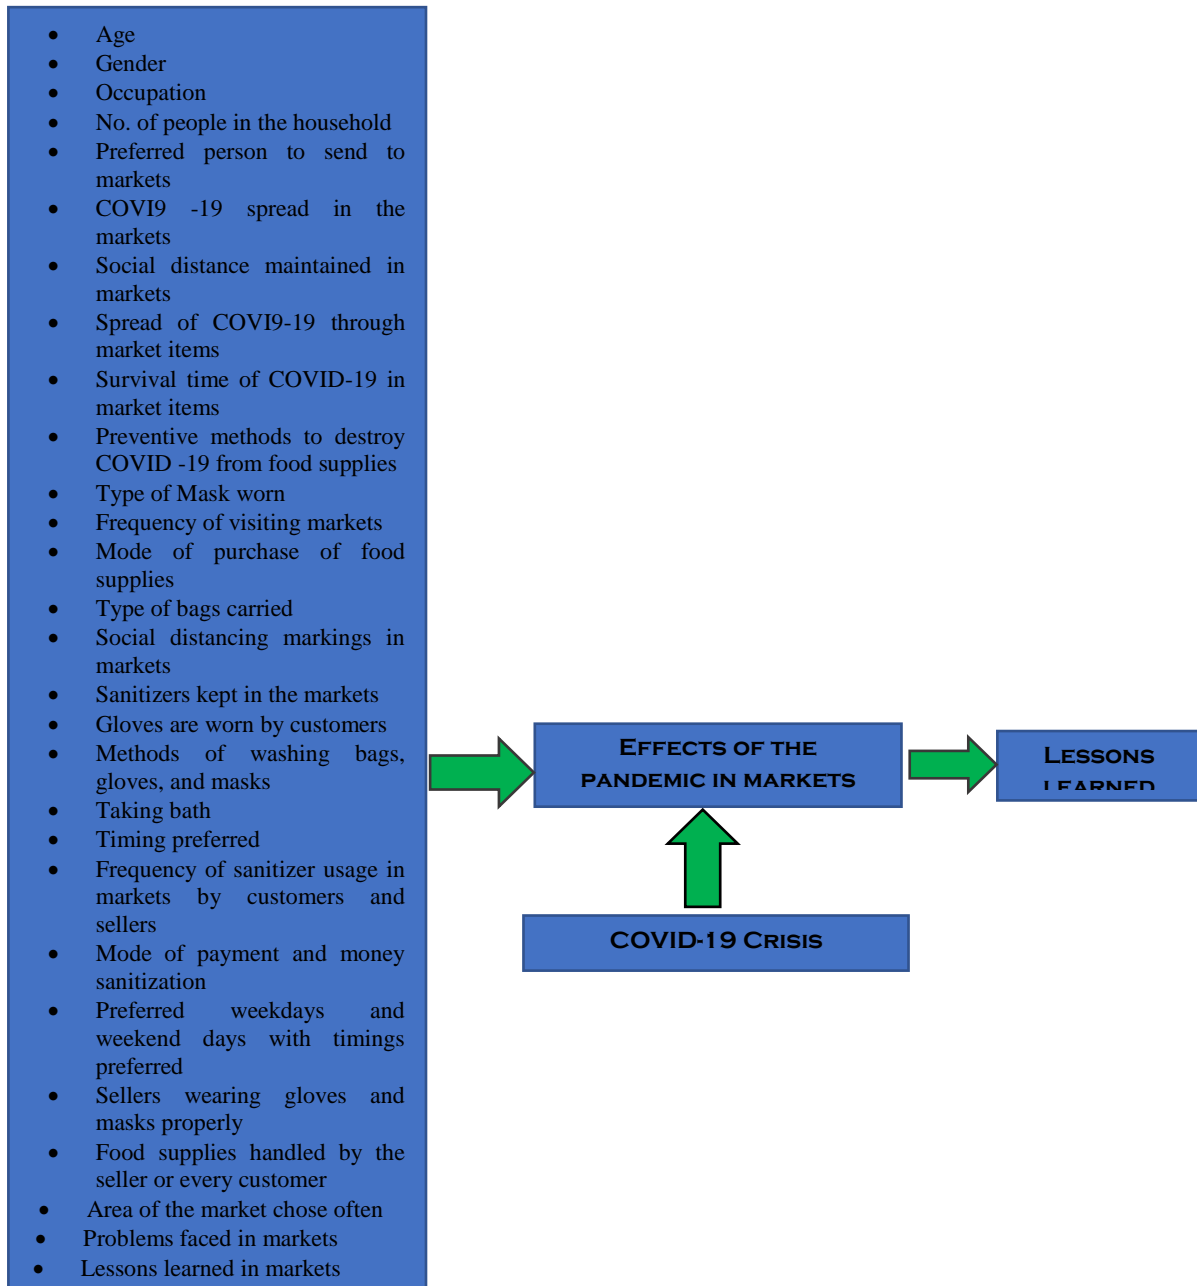 • Age
• Gender
• Occupation
• No. of people in the household
• Preferred person to send to
markets
• COVI9 -19 spread in the
markets
• Social distance maintained in
markets
• Spread of COVI9-19 through
market items
• Survival time of COVID-19 in
market items
• Preventive methods to destroy
COVID -19 from food supplies
• Type of Mask worn
• Frequency of visiting markets
• Mode of purchase of food
supplies
• Type of bags carried
• Social distancing markings in
markets
• Sanitizers kept in the markets
• Gloves are worn by customers
• Methods of washing bags,
gloves, and masks
• Taking bath
• Timing preferred
• Frequency of sanitizer usage in
markets by customers and
sellers
• Mode of payment and money
sanitization
• Preferred weekdays and
weekend days with timings
preferred
• Sellers wearing gloves and
masks properly
• Food supplies handled by the
seller or every customer
• Area of the market chose often
• Problems faced in markets
• Lessons learned in markets
EFFECTS OF THE
PANDEMIC IN MARKETS
COVID-19 CRISIS
LESSONS
LEARNED